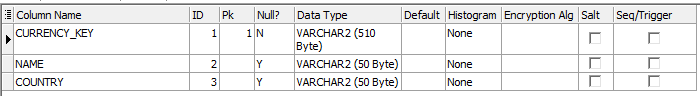 Column Name ID Pk Null? Data Type Default Histogram Encryption Alg Salt Seq/Trigger
CURRENCY_KEY 1 1 N VARCHAR2 (510 None
Byte)
NAME 2 Y VARCHAR2 (50 Byte) None
COUNTRY 3 Y VARCHAR2 (50 Byte) None